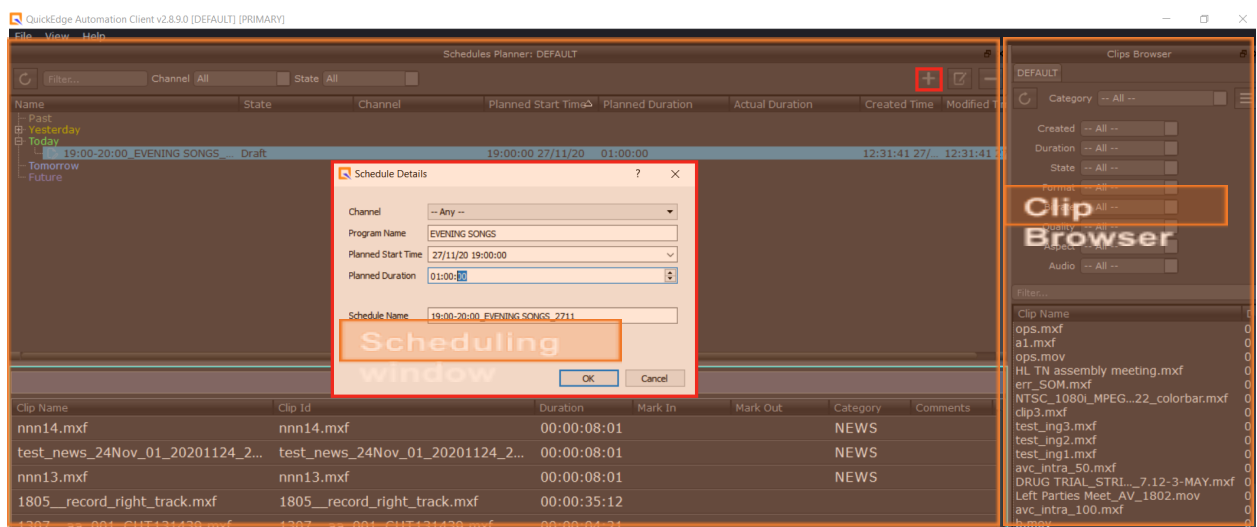 QuickEdge Automation Client v2.8.9.0 [DEFAULT] [PRIMARY]
File View Help
Schedules Planner: DEFAULT
Filter... Channel All State All
Name State Channel Planned Start Time Planned Duration Actual Duration Created Time Modified
Past
Yesterday
Today
19:00-20:00_EVENING SONGS_... Draft 19:00:00 27/11/20 01:00:00 12:31:41 27/... 12:31:41
Tomorrow
Future
Schedule Details ?
Channel -- Any --
Program Name EVENING SONGS
Planned Start Time 27/11/20 19:00:00
Planned Duration 01:00:00
Schedule Name 19:00-20:00_EVENING SONGS_2711
Scheduling
window
OK Cancel
Clip Name Clip Id Duration Mark In Mark Out Category Comments
nnn14.mxf nnn14.mxf 00:00:08:01 NEWS
test_news_24Nov_01_20201124_2... test_news_24Nov_01_20201124_2... 00:00:08:01 NEWS
nnn13.mxf nnn13.mxf 00:00:08:01 NEWS
1805__record_right_track.mxf 1805__record_right_track.mxf 00:00:35:12
Clips Browser
DEFAULT
Category -- All --
Created -- All --
Duration -- All --
State -- All --
Format -- All --
Clip
Browser
Quality -- All --
Aspect -- All --
Audio -- All --
Filter...
Clip Name
ops.mxf
a1.mxf
ops.mov
HL TN assembly meeting.mxf
err_SOM.mxf
NTSC_1080i_MPEG...22_colorbar.mxf
clip3.mxf
test_ing3.mxf
test_ing2.mxf
test_ing1.mxf
avc_intra_50.mxf
DRUG TRIAL_STRI..._7.12-3-MAY.mxf
Left Parties Meet_AV_1802.mov
avc_intra_100.mxf